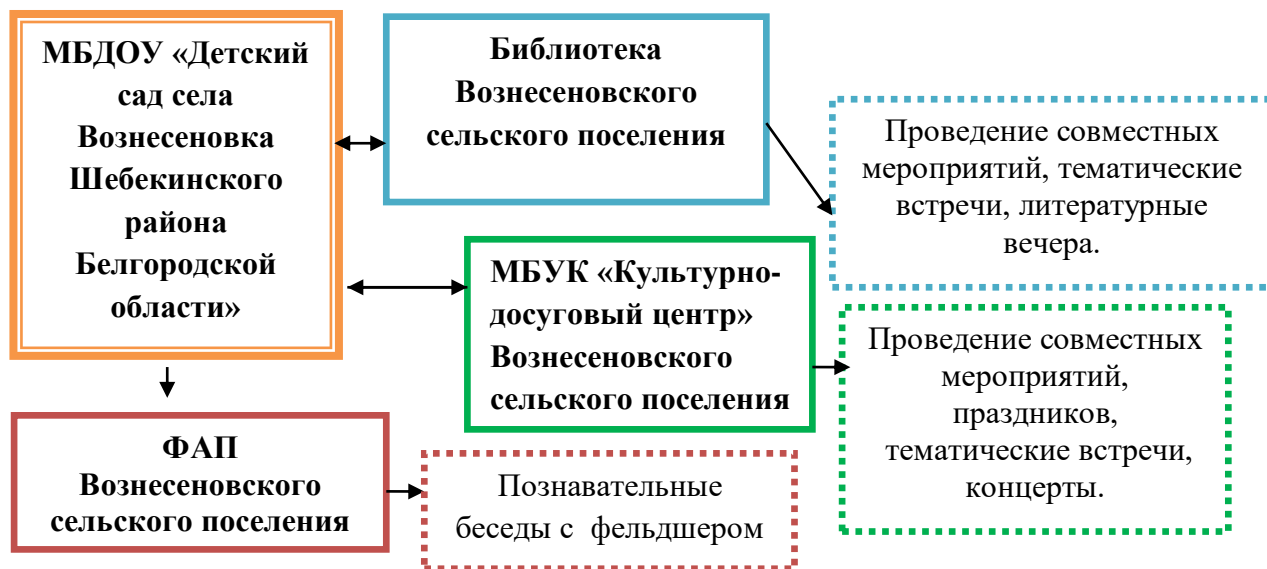 МБДОУ «Детский
сад села
Вознесеновка
Шебекинского
района
Белгородской
области»
Библиотека
Вознесеновского
сельского поселения
Проведение совместных
мероприятий, тематические
встречи, литературные
вечера.
МБУК «Культурно-
досуговый центр»
Вознесеновского
сельского поселения
Проведение совместных
мероприятий,
праздников,
тематические встречи,
концерты.
ФАП
Вознесеновского
сельского поселения
Познавательные
беседы с фельдшером